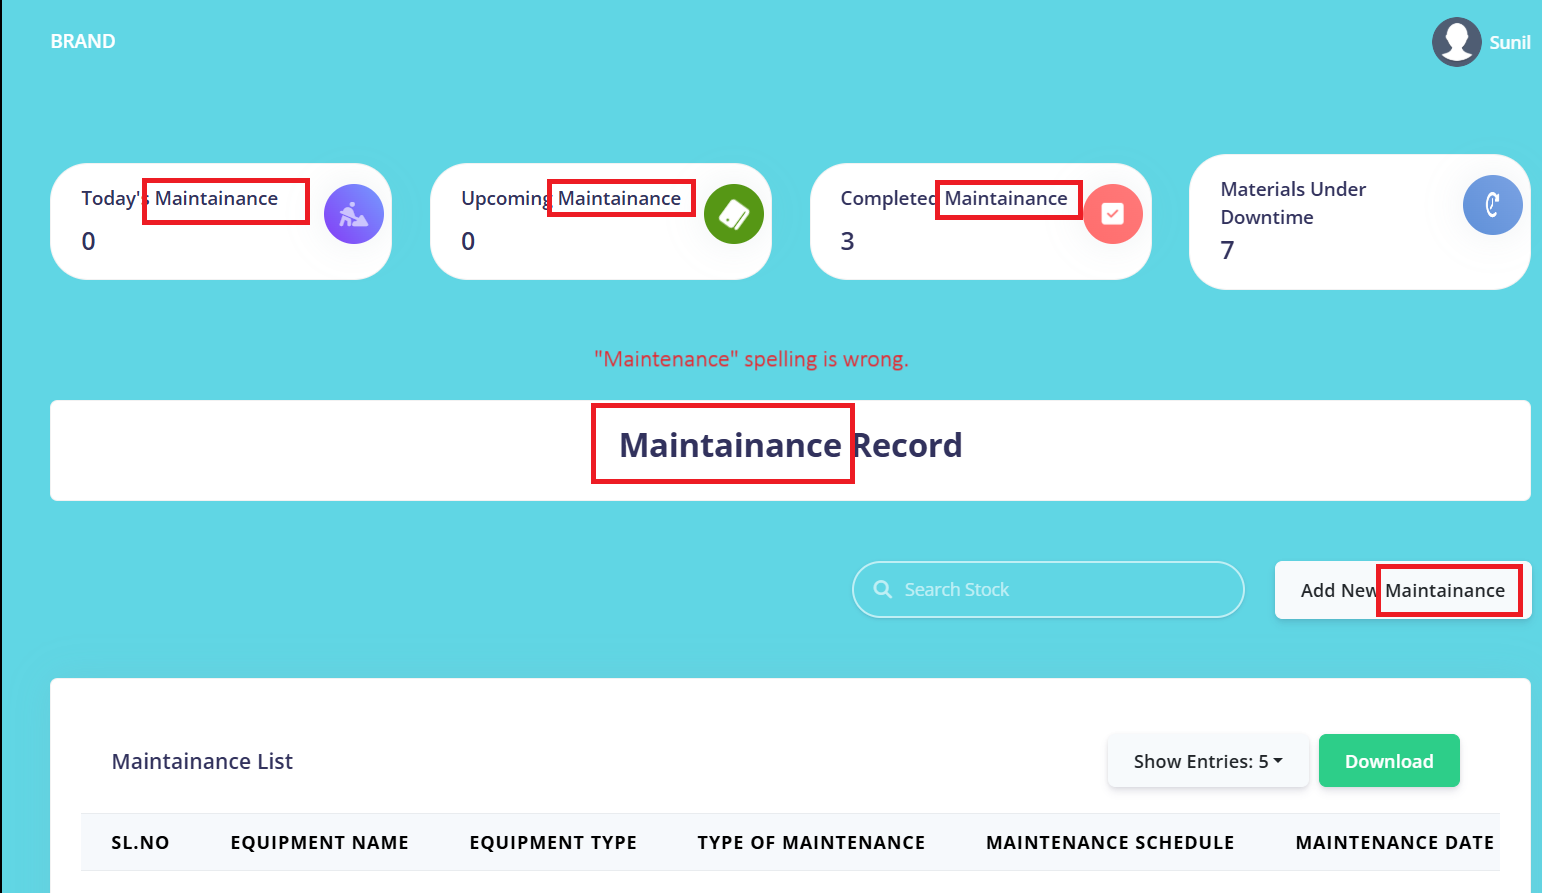 BRAND
Sunil
Today's Maintainance
0
Upcoming Maintainance
0
Completed Maintainance
3
Materials Under
Downtime
7
"Maintenance" spelling is wrong.
Maintainance Record
Search Stock
Add New Maintainance
Maintainance List
Show Entries: 5
Download
SL.NO EQUIPMENT NAME EQUIPMENT TYPE TYPE OF MAINTENANCE MAINTENANCE SCHEDULE MAINTENANCE DATE